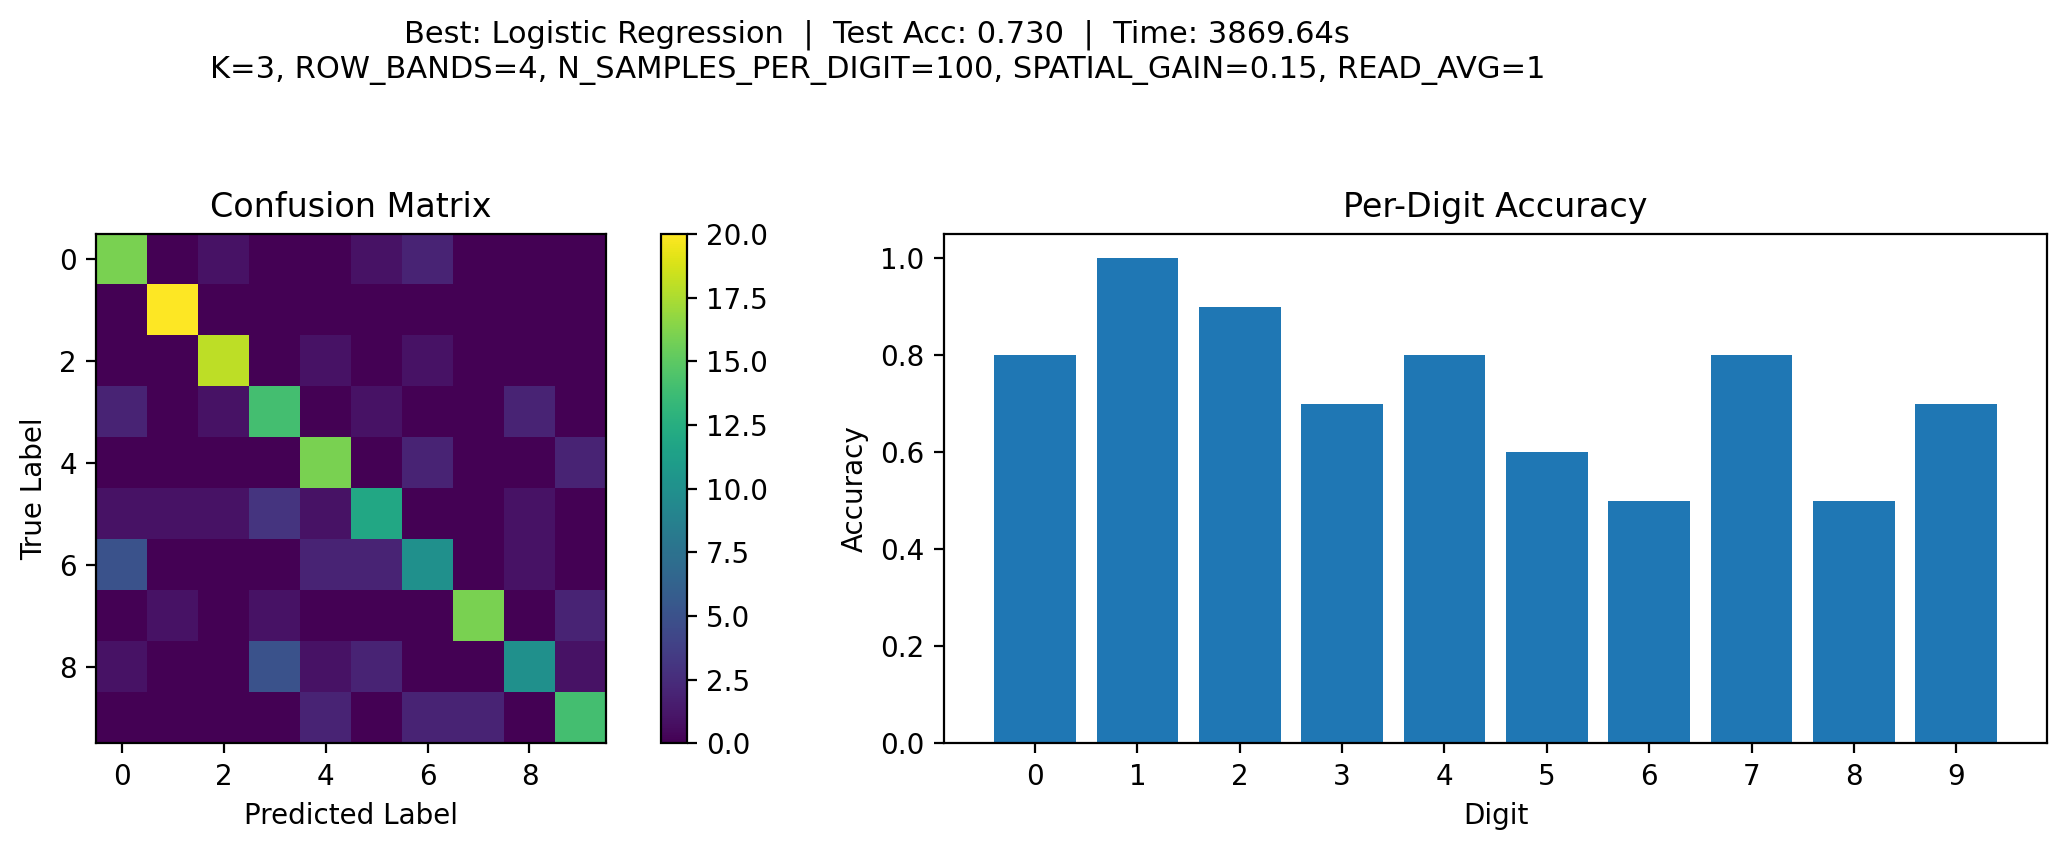 Best: Logistic Regression  |  Test Acc: 0.730  |  Time: 3869.64s
K=3, ROW_BANDS=4, N_SAMPLES_PER_DIGIT=100, SPATIAL_GAIN=0.15, READ_AVG=1
Confusion Matrix
True Label
0
2
4
6
8
0 2 4 6 8
Predicted Label
20.0
17.5
15.0
12.5
10.0
7.5
5.0
2.5
0.0
Per-Digit Accuracy
Accuracy
1.0
0.8
0.6
0.4
0.2
0.0
0 1 2 3 4 5 6 7 8 9
Digit